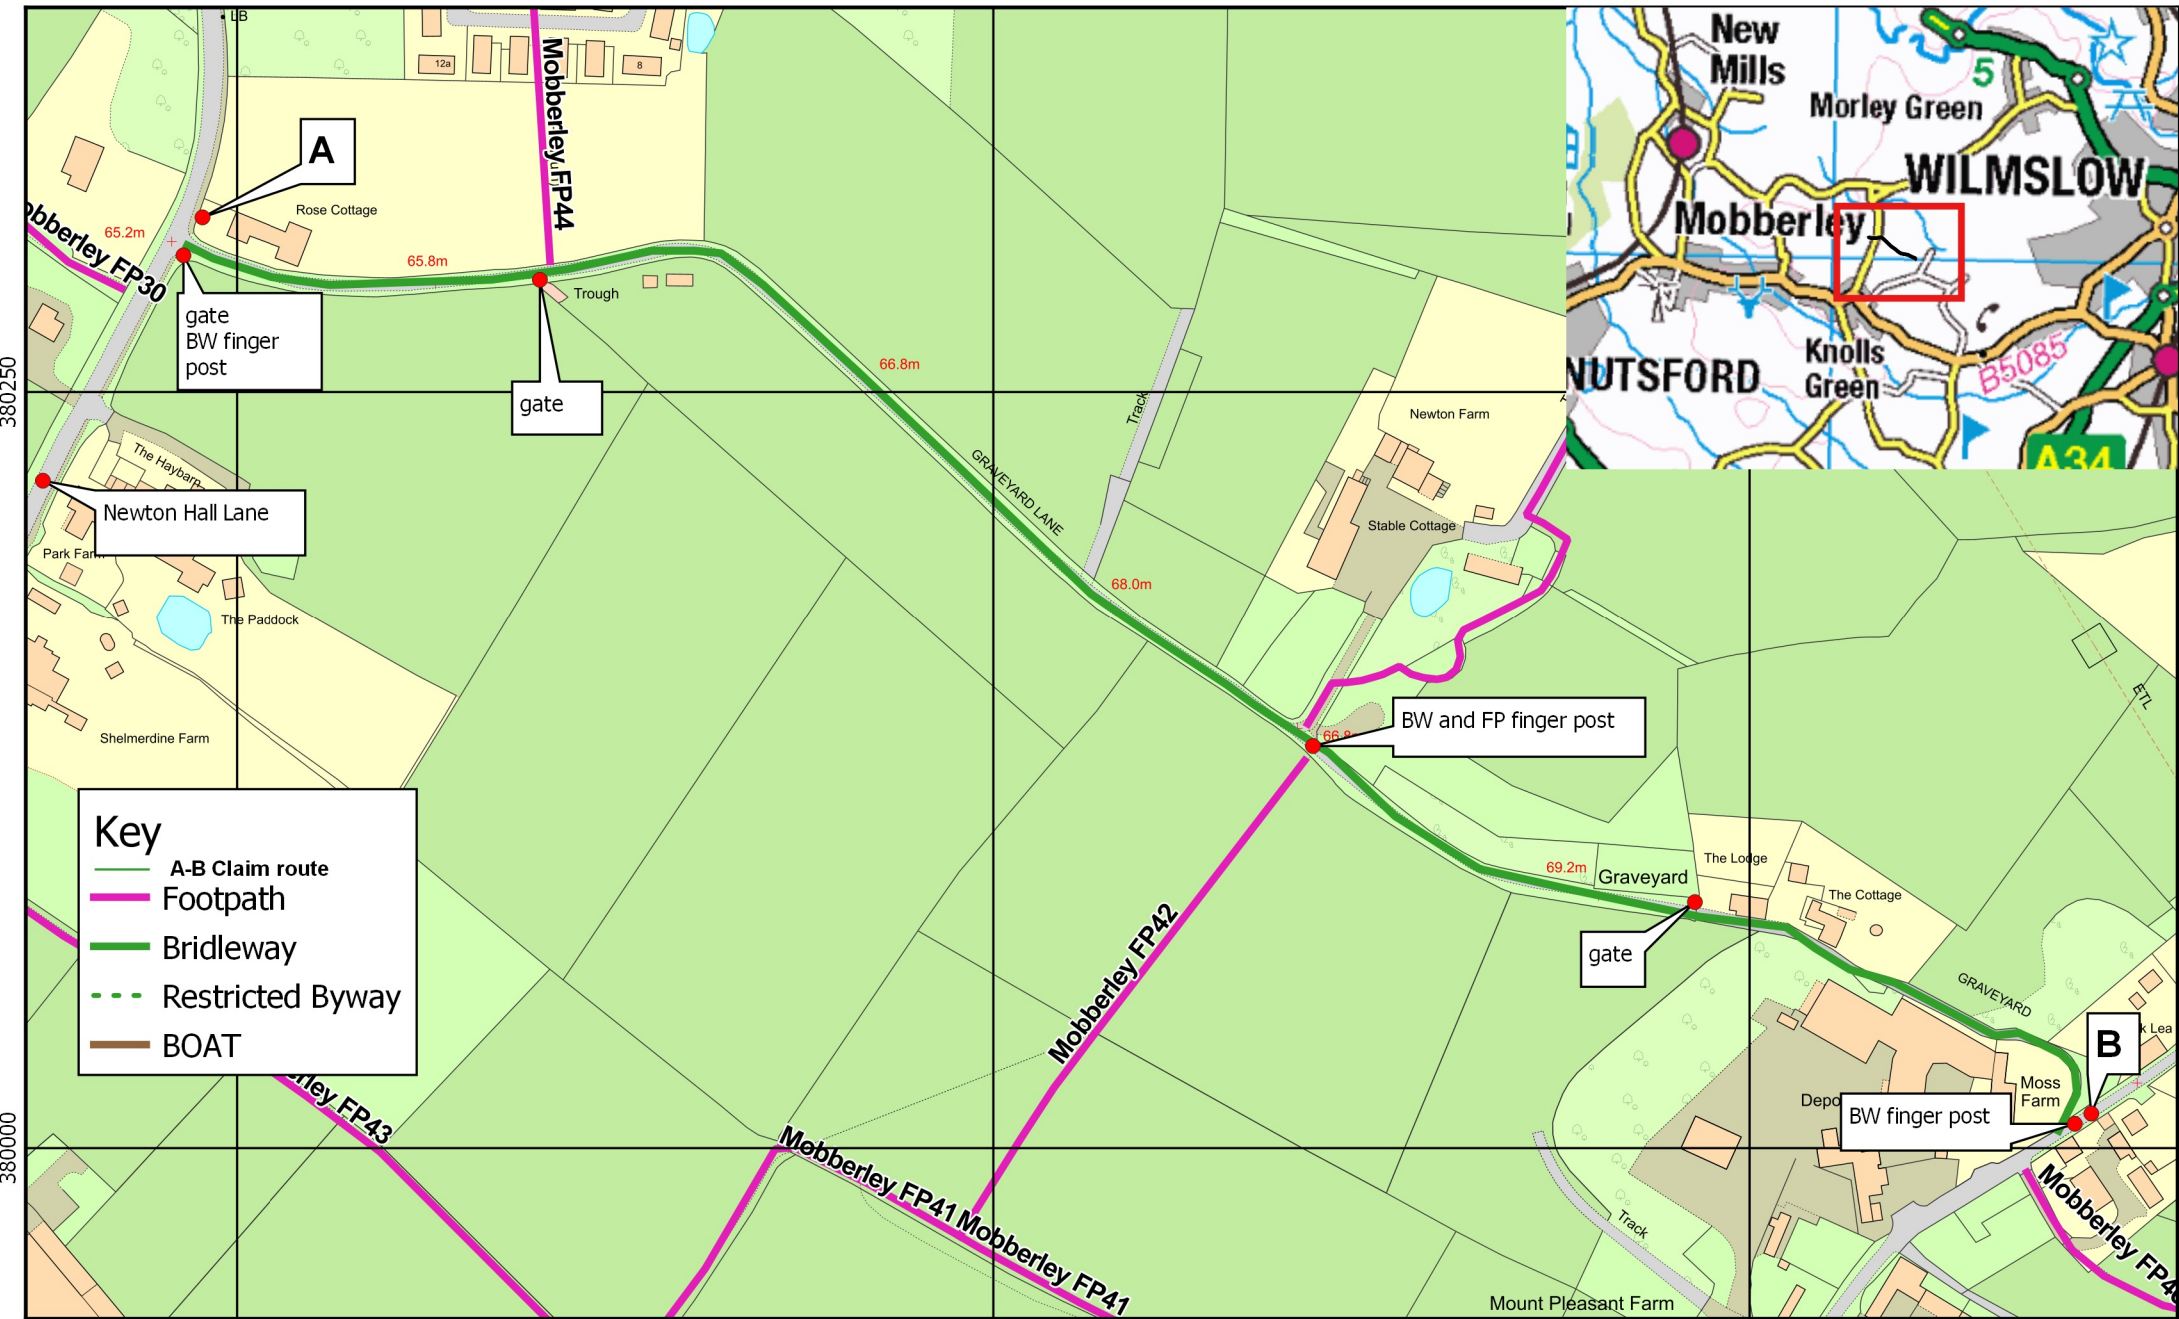 LB
12a
8
Mobberley FP44
A
Rose Cottage
65.2m
Mobberley FP30
65.8m
Trough
gate
BW finger
post
gate
66.8m
380250
GRAVEYARD LANE
Track
Newton Farm
Stable Cottage
68.0m
The Haybarn
Newton Hall Lane
Park Farm
The Paddock
Shelmerdine Farm
New
Mills
Morley Green
5
WILMSLOW
Mobberley
Knolls
Green
NUTSFORD
B5085
A34
ETL
BW and FP finger post
66.8
Key
A-B Claim route
Footpath
Bridleway
Restricted Byway
BOAT
69.2m
Graveyard
The Lodge
The Cottage
gate
GRAVEYARD
k Lea
B
Moss
Farm
Depo
BW finger post
Mobberley FP42
erley FP43
380000
Mobberley FP41
Mobberley FP41
Track
Mobberley FP4
Mount Pleasant Farm